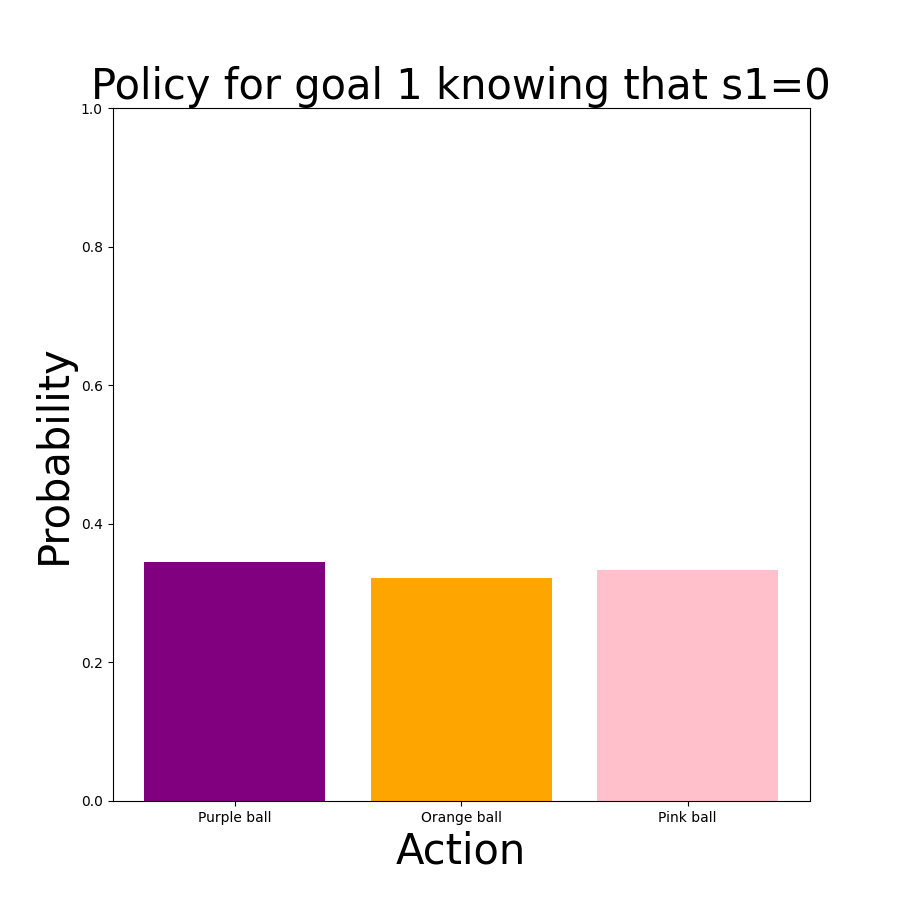 Policy for goal 1 knowing that s1=0
1.0
0.8
0.6
0.4
0.2
0.0
Probability
Purple ball
Orange ball
Pink ball
Action